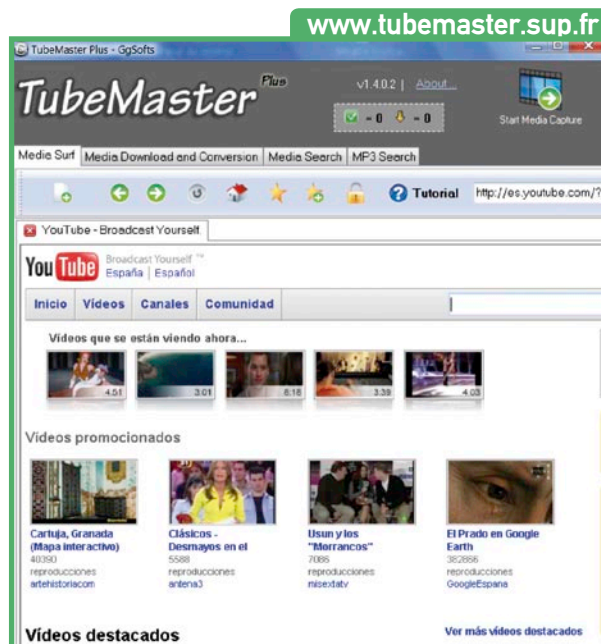 www.tubemaster.sup.fr
TubeMaster Plus - GgSofts
TubeMaster Plus
v1.4.0.2 | About...
= 0 = 0
Start Media Capture
Media Surf Media Download and Conversion Media Search MP3 Search
Tutorial http://es.youtube.com/?
YouTube - Broadcast Yourself.
YouTube Broadcast Yourself ™
España | Español
Inicio Vídeos Canales Comunidad
Vídeos que se están viendo ahora...
4:51 3:01 6:16 3:39 4:03
Vídeos promocionados
Cartuja, Granada (Mapa interactivo)
40390 reproducciones
artehistoriacom
Clásicos - Desmayos en el
5588 reproducciones
antena3
Usun y los "Morrancos"
7086 reproducciones
misextatv
El Prado en Google Earth
382866 reproducciones
GoogleEspana
Vídeos destacados
Ver más vídeos destacados